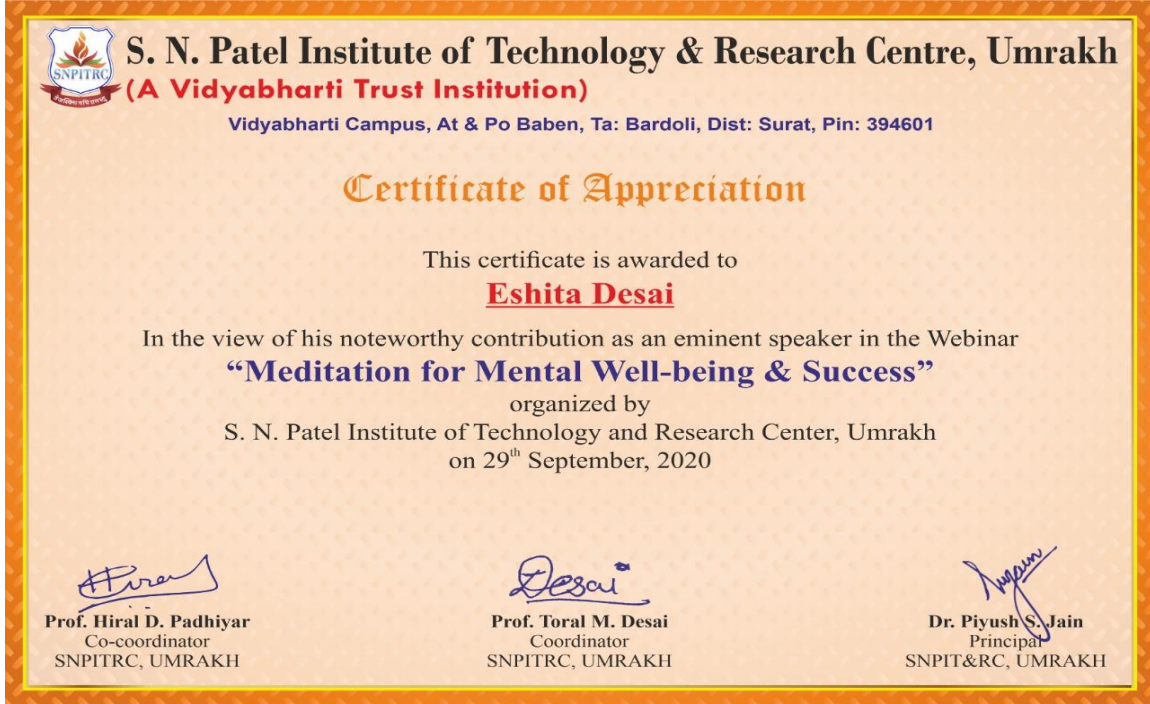 SNPITRC
S. N. Patel Institute of Technology & Research Centre, Umrakh
(A Vidyabharti Trust Institution)
Vidyabharti Campus, At & Po Baben, Ta: Bardoli, Dist: Surat, Pin: 394601
Certificate of Appreciation
This certificate is awarded to
Eshita Desai
In the view of his noteworthy contribution as an eminent speaker in the Webinar
“Meditation for Mental Well-being & Success”
organized by
S. N. Patel Institute of Technology and Research Center, Umrakh
on 29th September, 2020
Desai
Prof. Hiral D. Padhiyar
Co-coordinator
SNPITRC, UMRAKH
Prof. Toral M. Desai
Coordinator
SNPITRC, UMRAKH
Dr. Piyush S. Jain
Principal
SNPIT&RC, UMRAKH